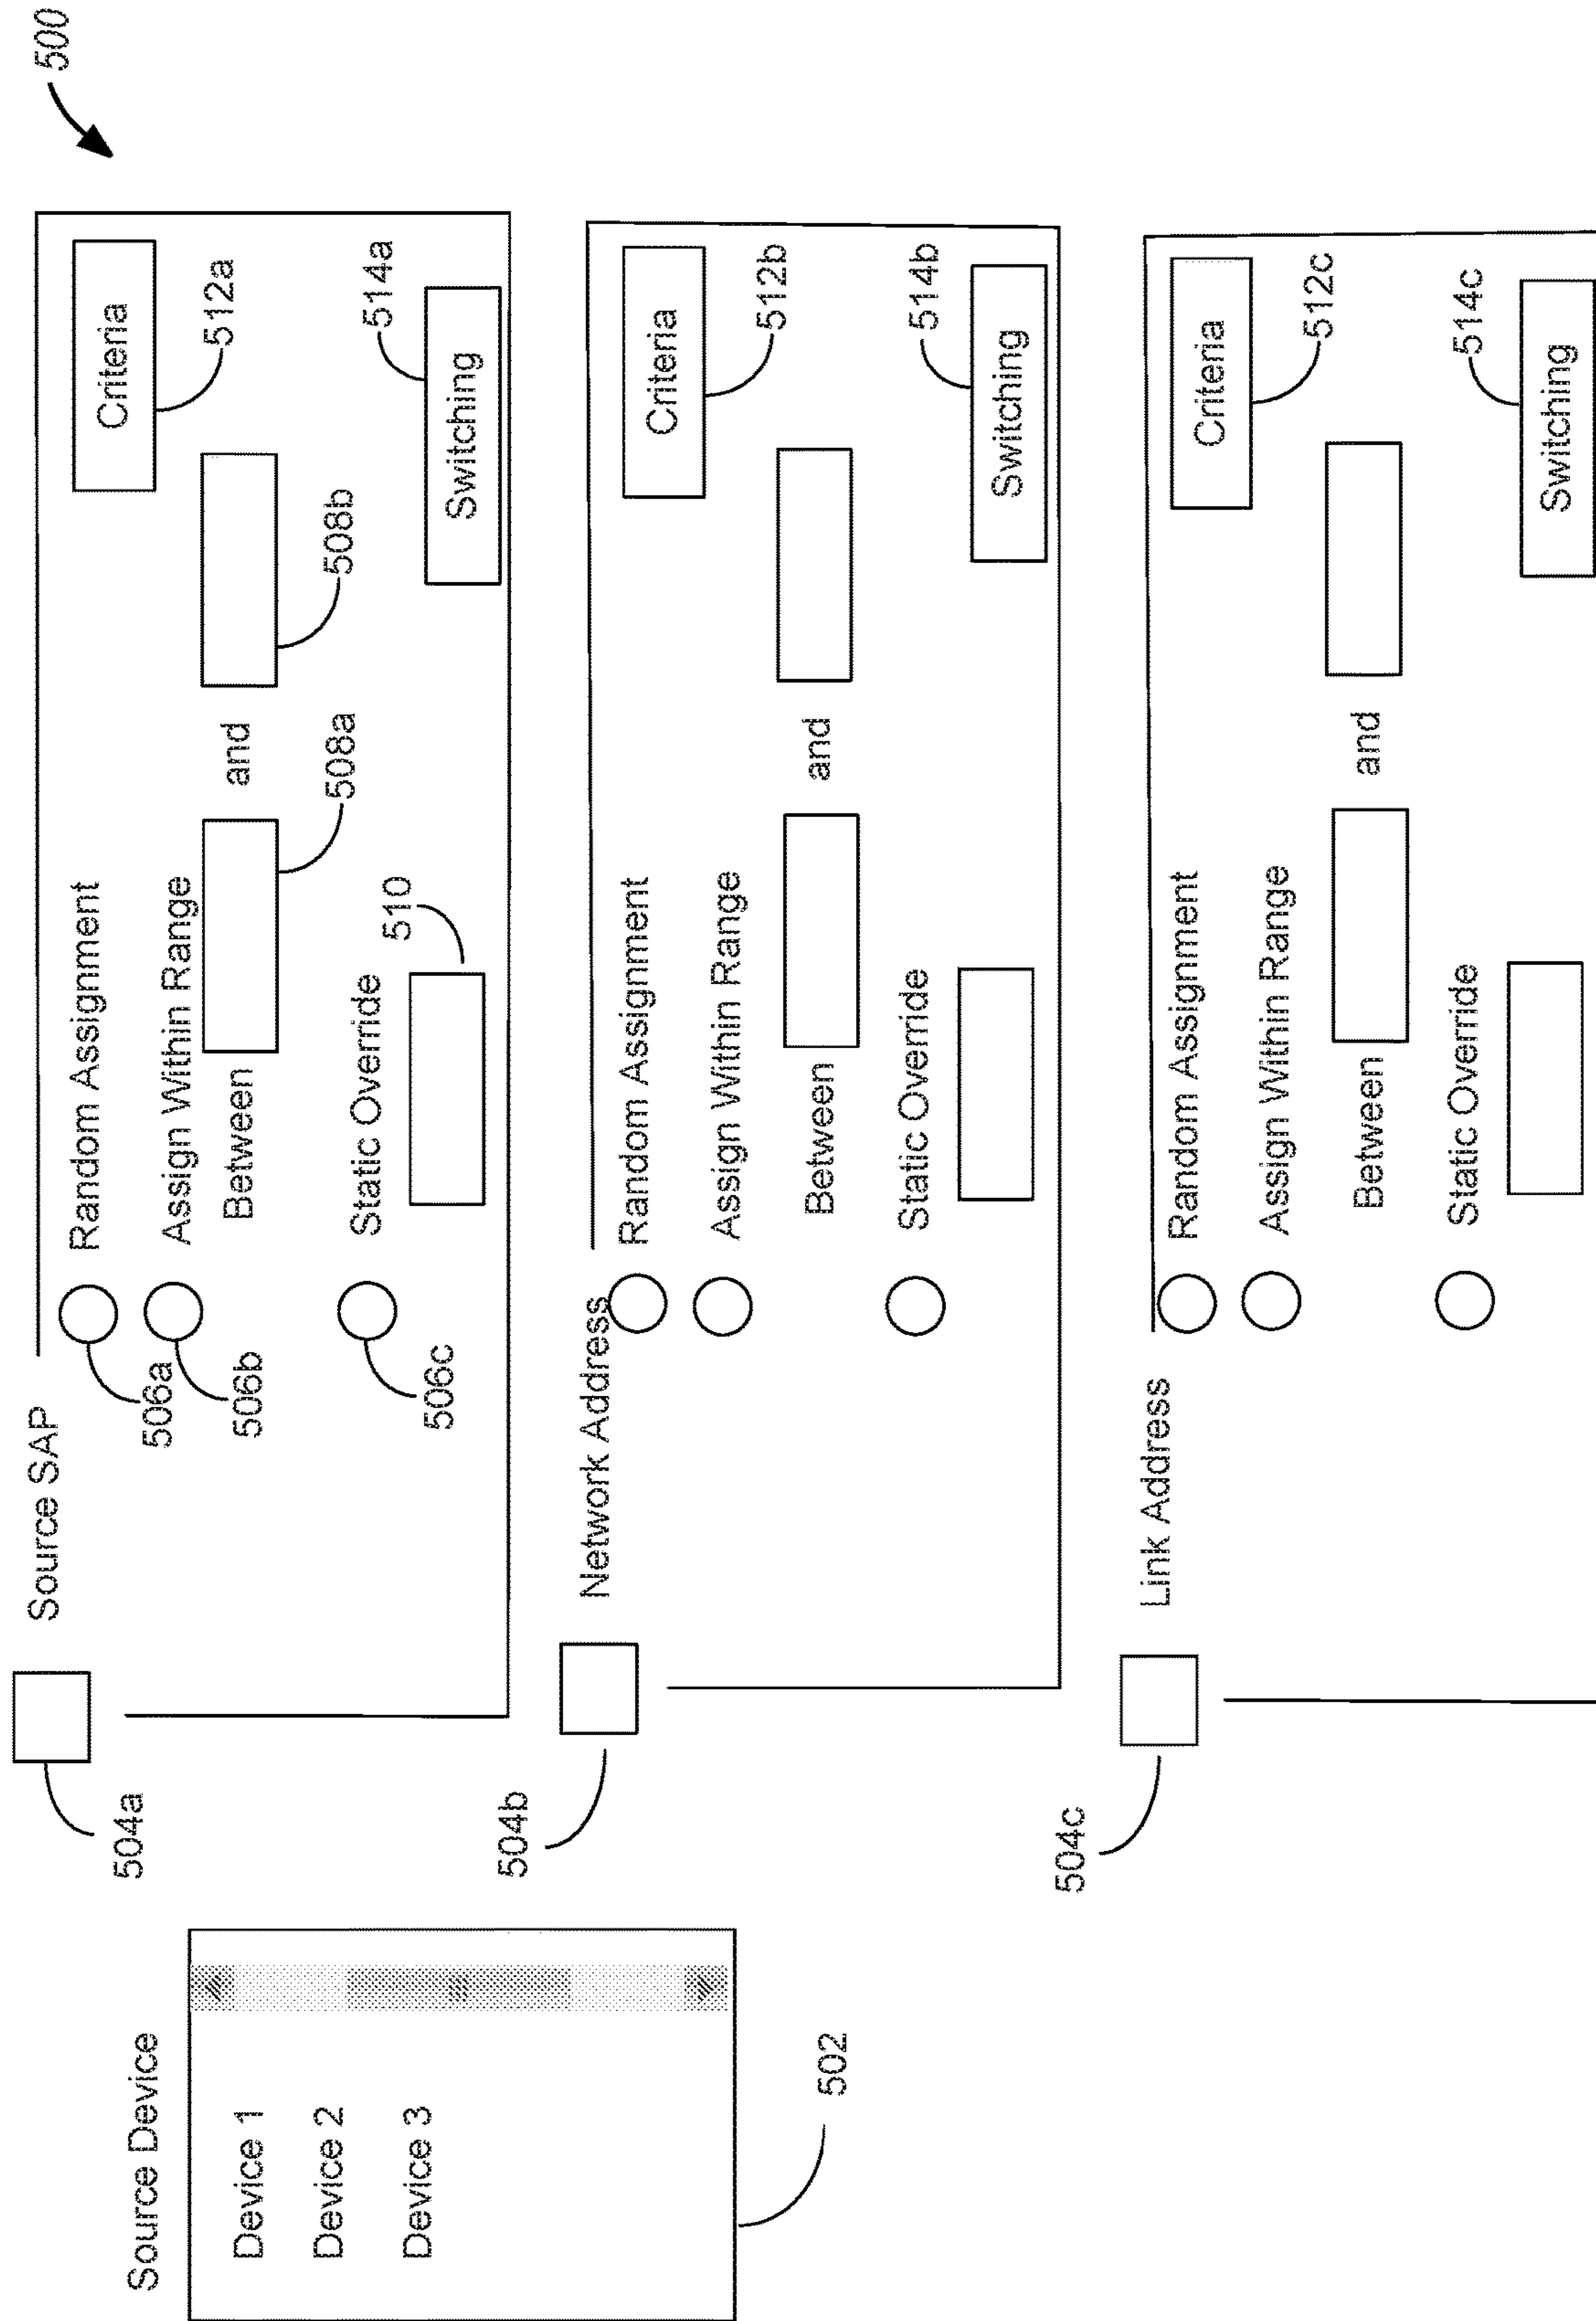 500
Source Device
Device 1
Device 2
Device 3
502
504a
Source SAP
506a
Random Assignment
Criteria
512a
506b
Assign Within Range
Between
and
508a
508b
506c
Static Override
510
514a
Switching
504b
Network Address
Random Assignment
Criteria
512b
Assign Within Range
Between
and
Static Override
514b
Switching
504c
Link Address
Random Assignment
Criteria
512c
Assign Within Range
Between
and
Static Override
514c
Switching